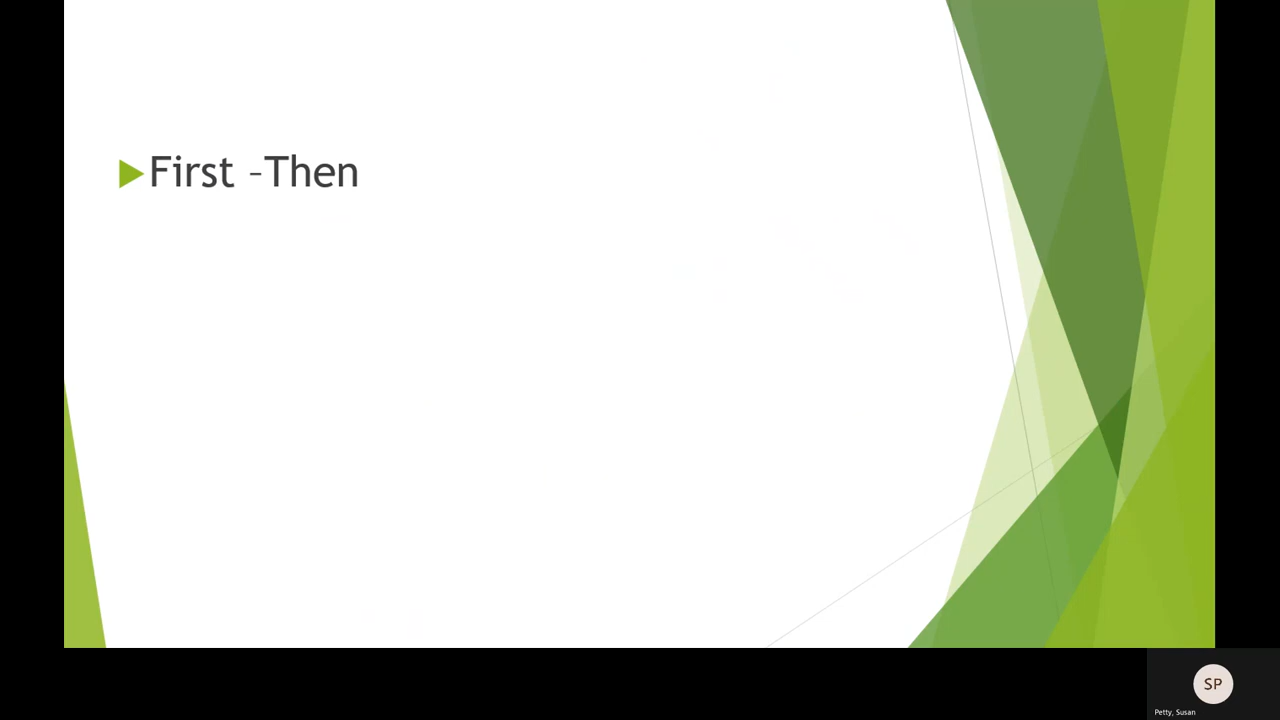 First –Then
SP
Petty, Susan